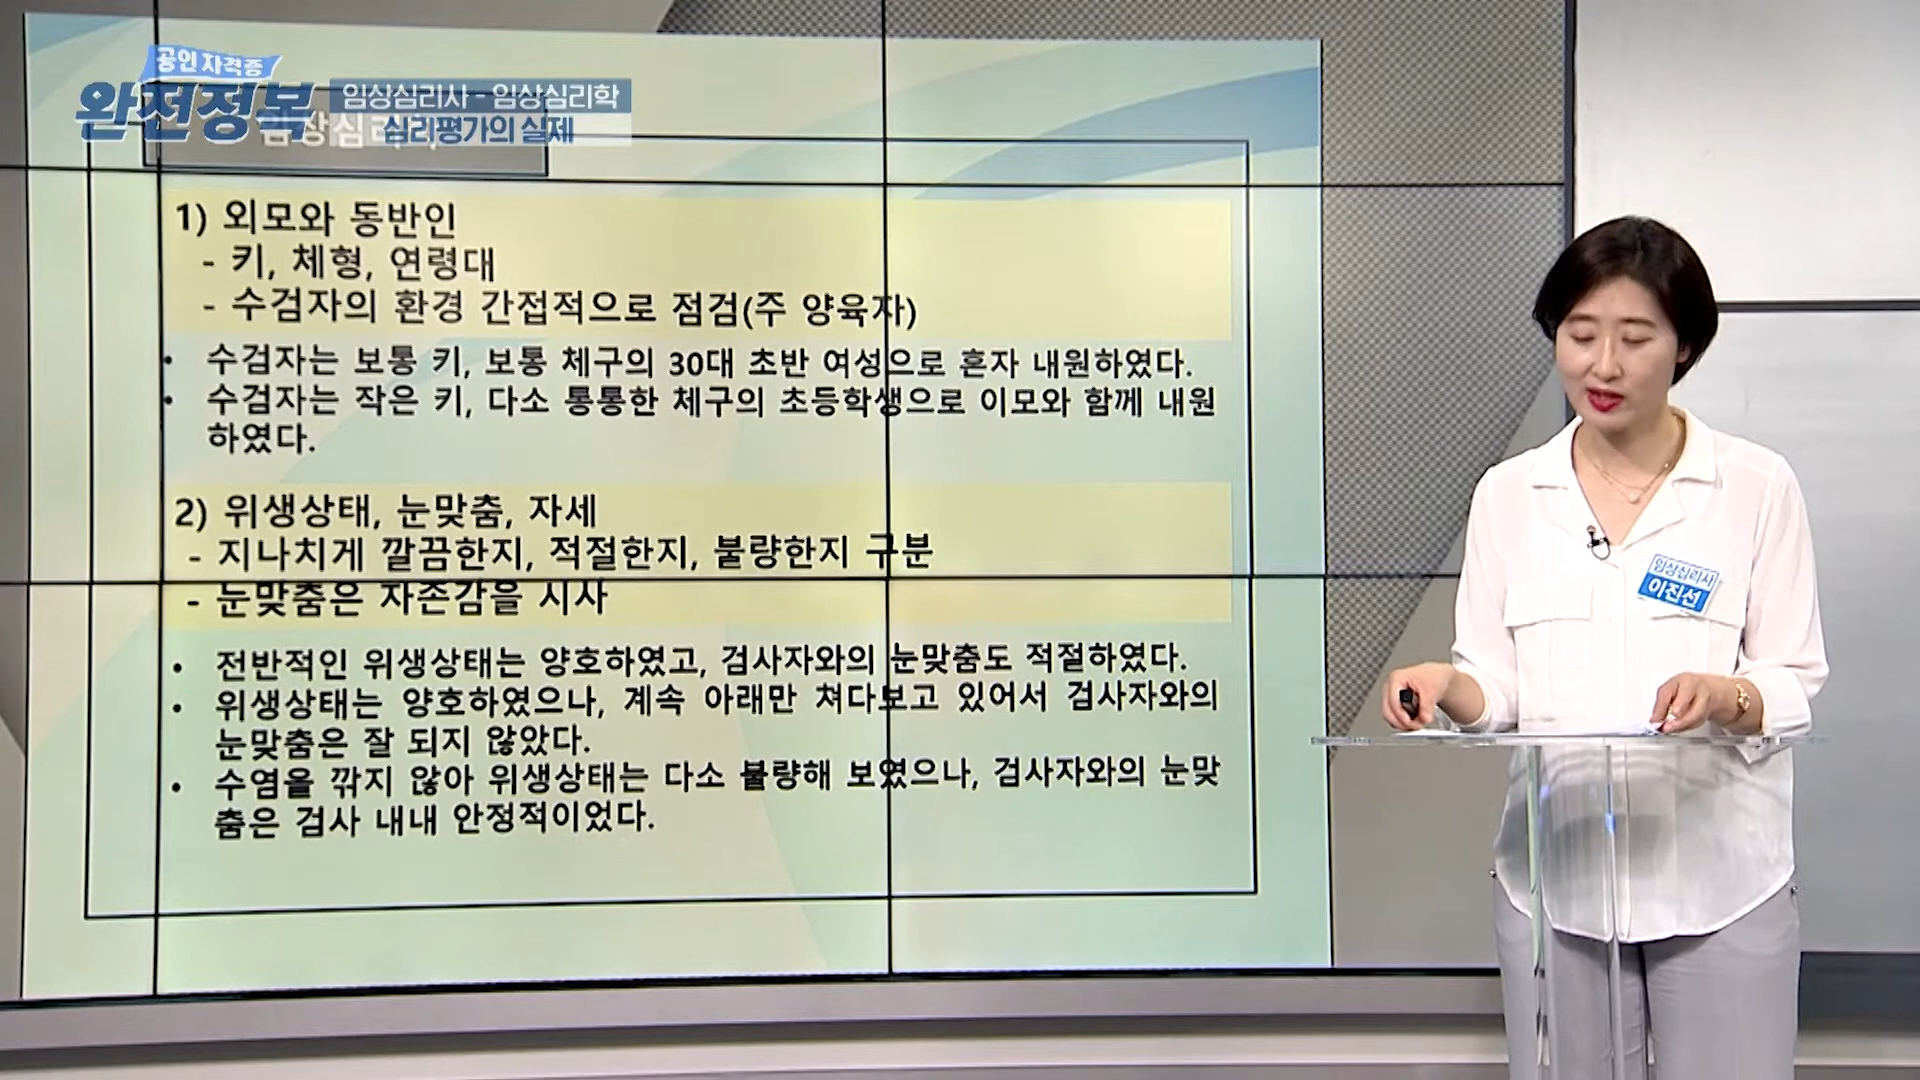 공인 자격증
완전정복
임상심리사 - 임상심리학
심리평가의 실제
1) 외모와 동반인
- 키, 체형, 연령대
- 수검자의 환경 간접적으로 점검(주 양육자)
• 수검자는 보통 키, 보통 체구의 30대 초반 여성으로 혼자 내원하였다.
• 수검자는 작은 키, 다소 통통한 체구의 초등학생으로 이모와 함께 내원
하였다.
2) 위생상태, 눈맞춤, 자세
- 지나치게 깔끔한지, 적절한지, 불량한지 구분
- 눈맞춤은 자존감을 시사
• 전반적인 위생상태는 양호하였고, 검사자와의 눈맞춤도 적절하였다.
• 위생상태는 양호하였으나, 계속 아래만 쳐다보고 있어서 검사자와의
눈맞춤은 잘 되지 않았다.
• 수염을 깎지 않아 위생상태는 다소 불량해 보였으나, 검사자와의 눈맞
춤은 검사 내내 안정적이었다.
임상심리사
이진선